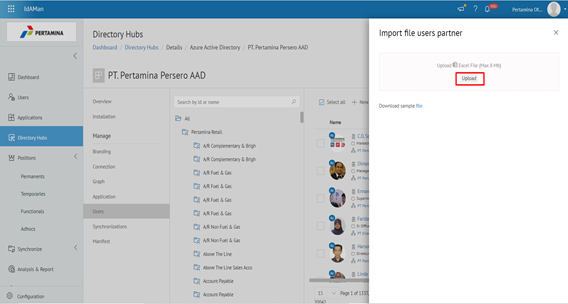 IdAMan
Pertamina (XE...
PERTAMINA
Dashboard
Users
Applications
Directory Hubs
Positions
Permanents
Temporaries
Functionals
Adhocs
Synchronize
Analysis & Report
Configuration
Directory Hubs
Dashboard / Directory Hubs / Details / Azure Active Directory / PT. Pertamina Persero AAD
PT. Pertamina Persero AAD
Overview
Installation
Manage
Branding
Connection
Graph
Application
Users
Synchronizations
Manifest
Search by Id or name
All
Pertamina Retail
A/R Complementary & Brigh
A/R Complementary & Brigh
A/R Fuel & Gas
A/R Fuel & Gas
A/R Fuel & Gas
A/R Fuel & Gas
A/R Non Fuel & Gas
A/R Non Fuel & Gas
Above The Line
Above The Line Sales Acco
Account Payable
Account Payable
Select all
+ New
Name
Farida
Linda
Page 1 of 1333
Import file users partner
Upload Excel File (Max 8 Mb)
Upload
Download sample file